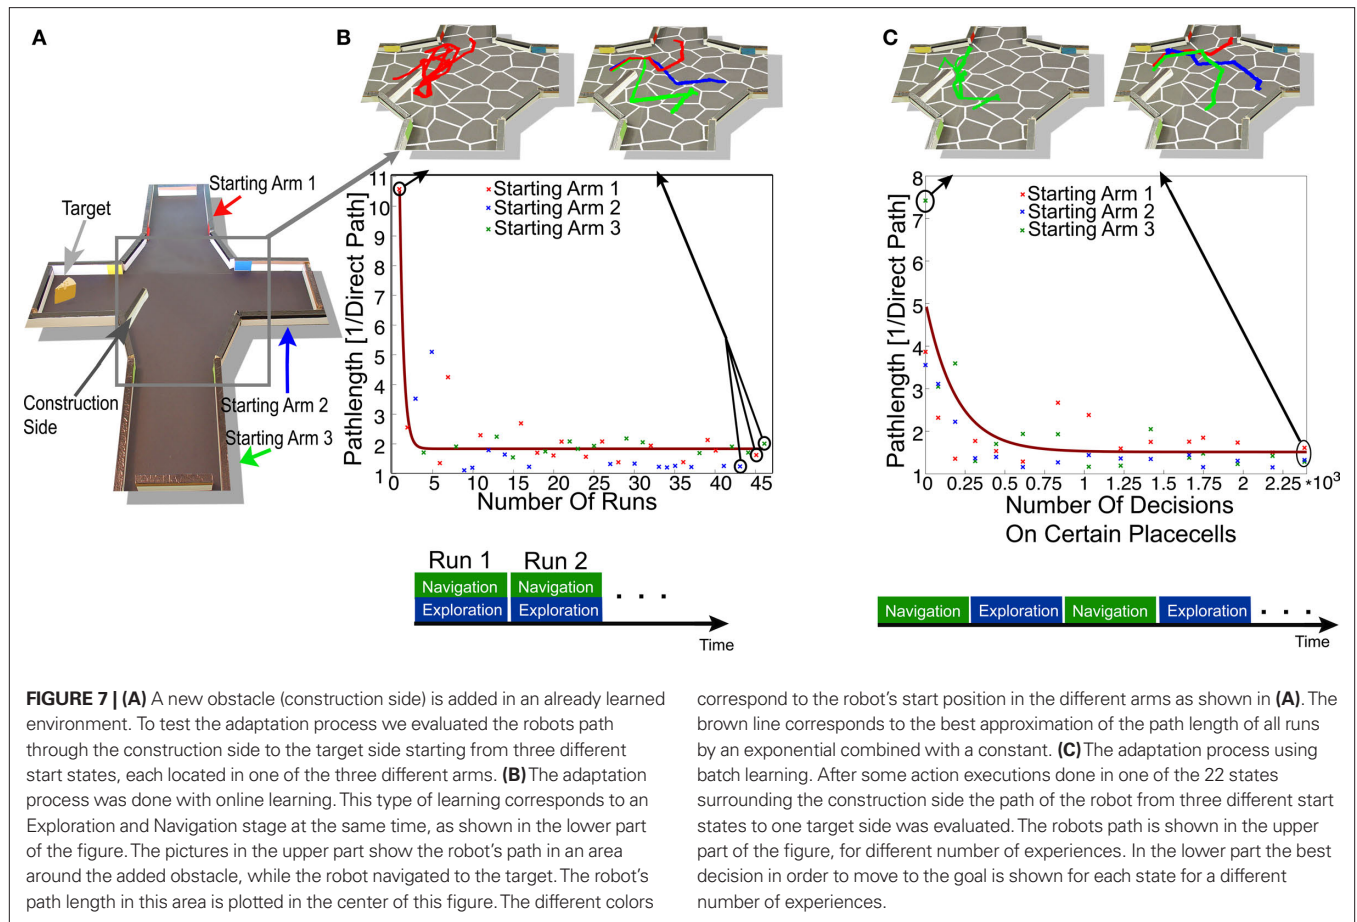 A
B
C
Starting Arm 1
Target
Construction
Side
Starting Arm 2
Starting Arm 3
Pathlength [1/Direct Path]
11
10
9
8
7
6
5
4
3
2
1
Starting Arm 1
Starting Arm 2
Starting Arm 3
0 5 10 15 20 25 30 35 40 45
Number Of Runs
Run 1 Run 2
Navigation Navigation
Exploration Exploration
. . .
Time
Pathlength [1/Direct Path]
8
7
6
5
4
3
2
1
Starting Arm 1
Starting Arm 2
Starting Arm 3
0 0.25 0.5 0.75 1 1.25 1.5 1.75 2 2.25 *10³
Number Of Decisions
On Certain Placecells
Navigation Exploration Navigation Exploration . . .
Time
FIGURE 7 | (A) A new obstacle (construction side) is added in an already learned
environment. To test the adaptation process we evaluated the robots path
through the construction side to the target side starting from three different
start states, each located in one of the three different arms. (B) The adaptation
process was done with online learning. This type of learning corresponds to an
Exploration and Navigation stage at the same time, as shown in the lower part
of the figure. The pictures in the upper part show the robot's path in an area
around the added obstacle, while the robot navigated to the target. The robot's
path length in this area is plotted in the center of this figure. The different colors
correspond to the robot's start position in the different arms as shown in (A). The
brown line corresponds to the best approximation of the path length of all runs
by an exponential combined with a constant. (C) The adaptation process using
batch learning. After some action executions done in one of the 22 states
surrounding the construction side the path of the robot from three different start
states to one target side was evaluated. The robots path is shown in the upper
part of the figure, for different number of experiences. In the lower part the best
decision in order to move to the goal is shown for each state for a different
number of experiences.